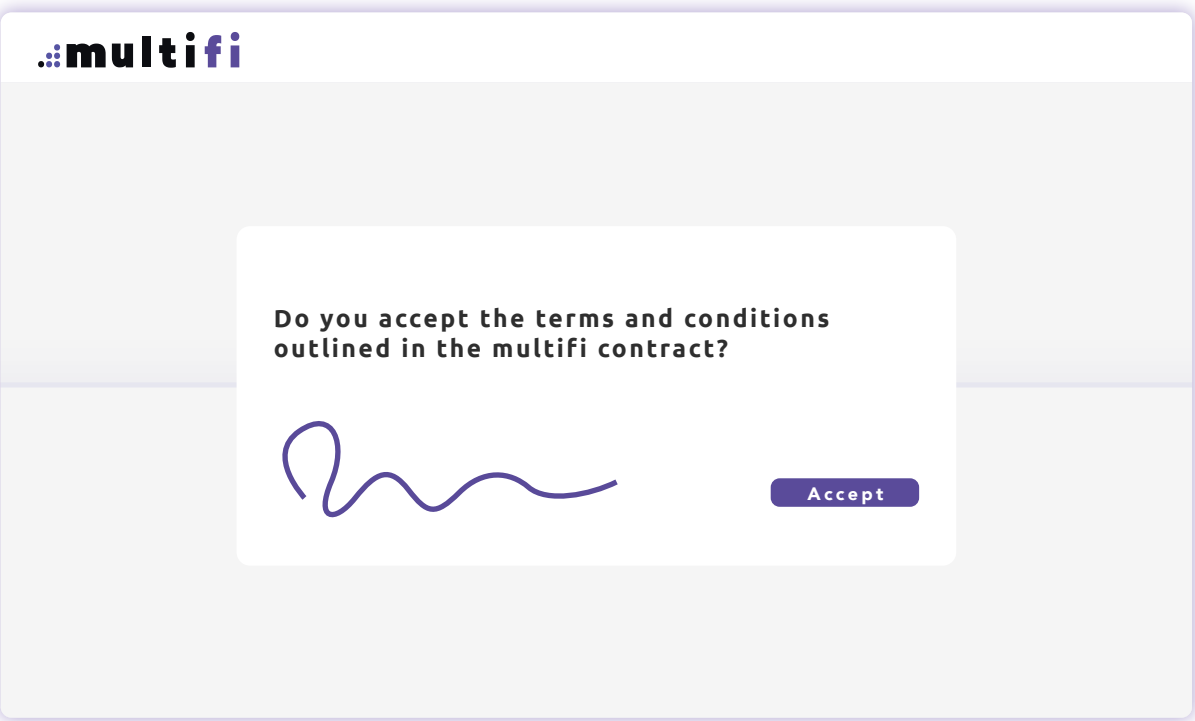 multifi
Do you accept the terms and conditions
outlined in the multifi contract?
Accept